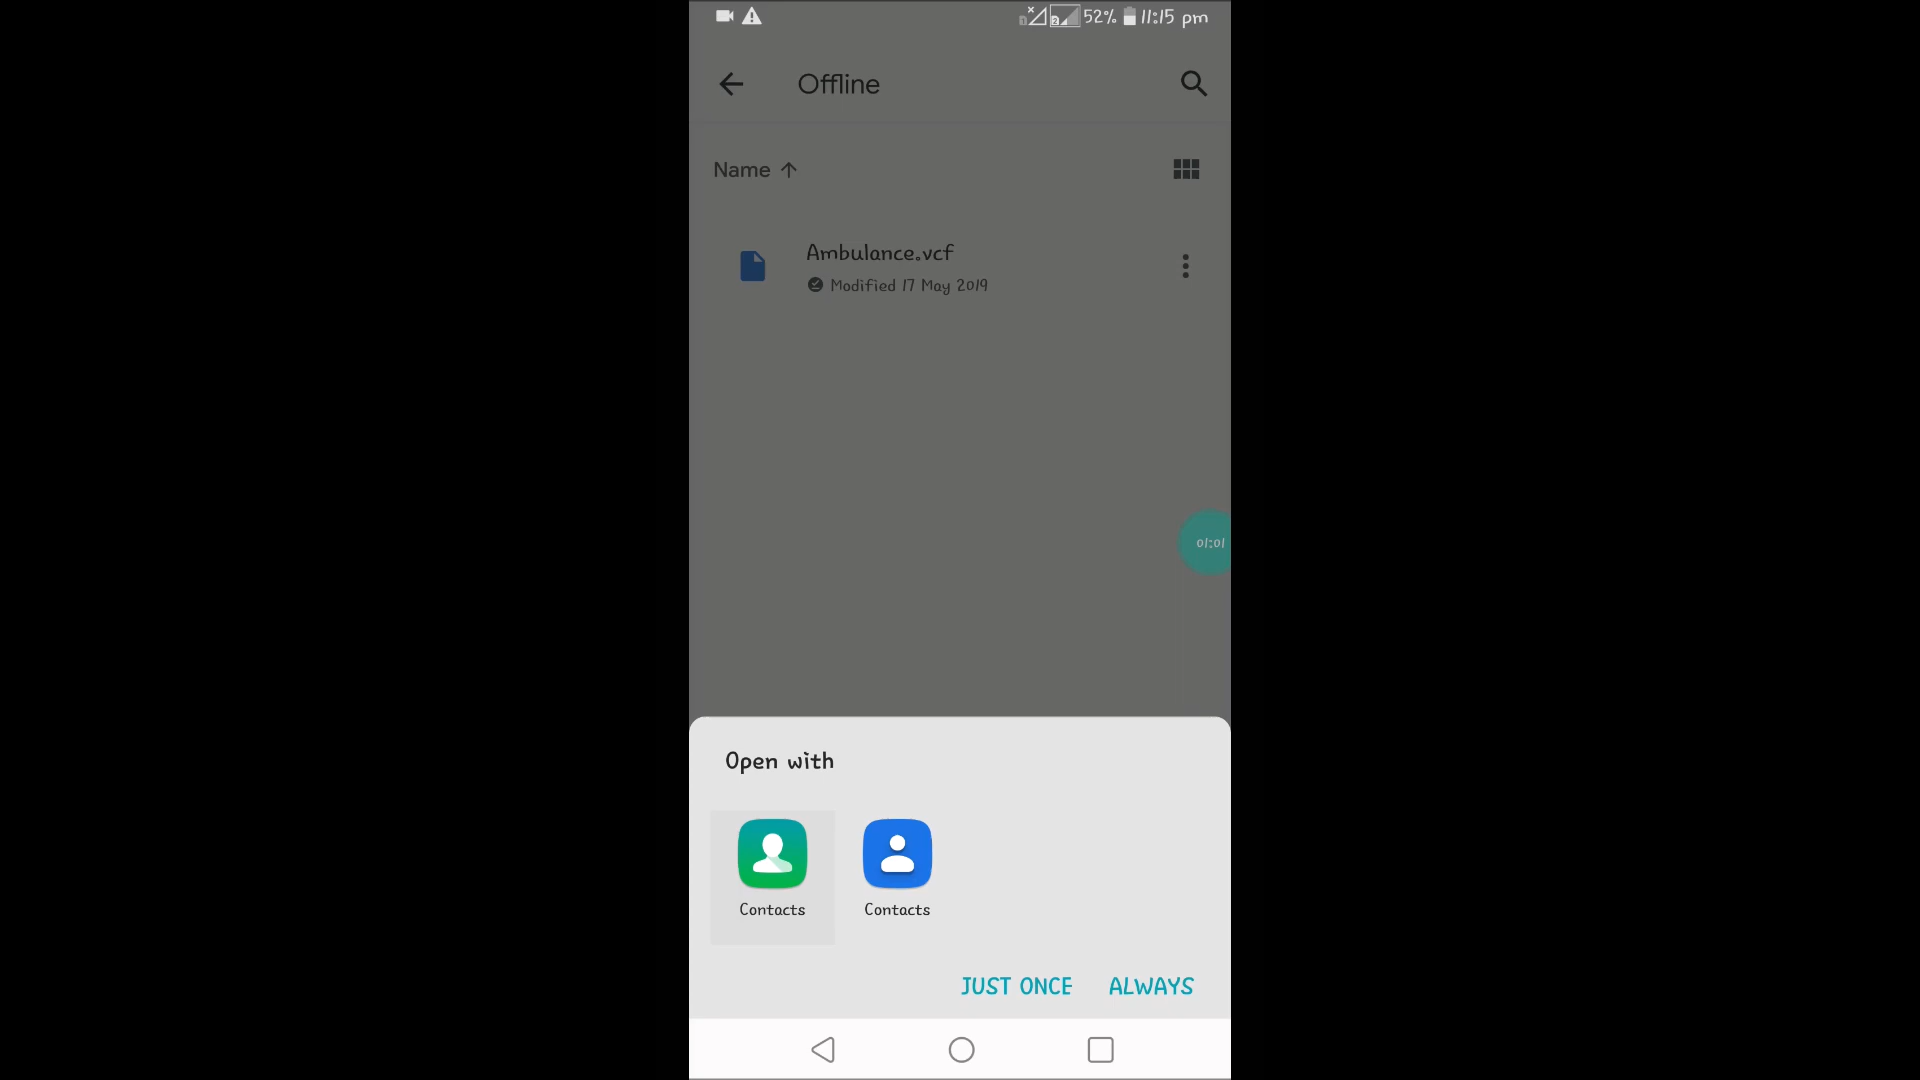 52% 11:15 pm
Offline
Name
Ambulance.vcf
Modified 17 May 2019
01:01
Open with
Contacts
Contacts
JUST ONCE
ALWAYS